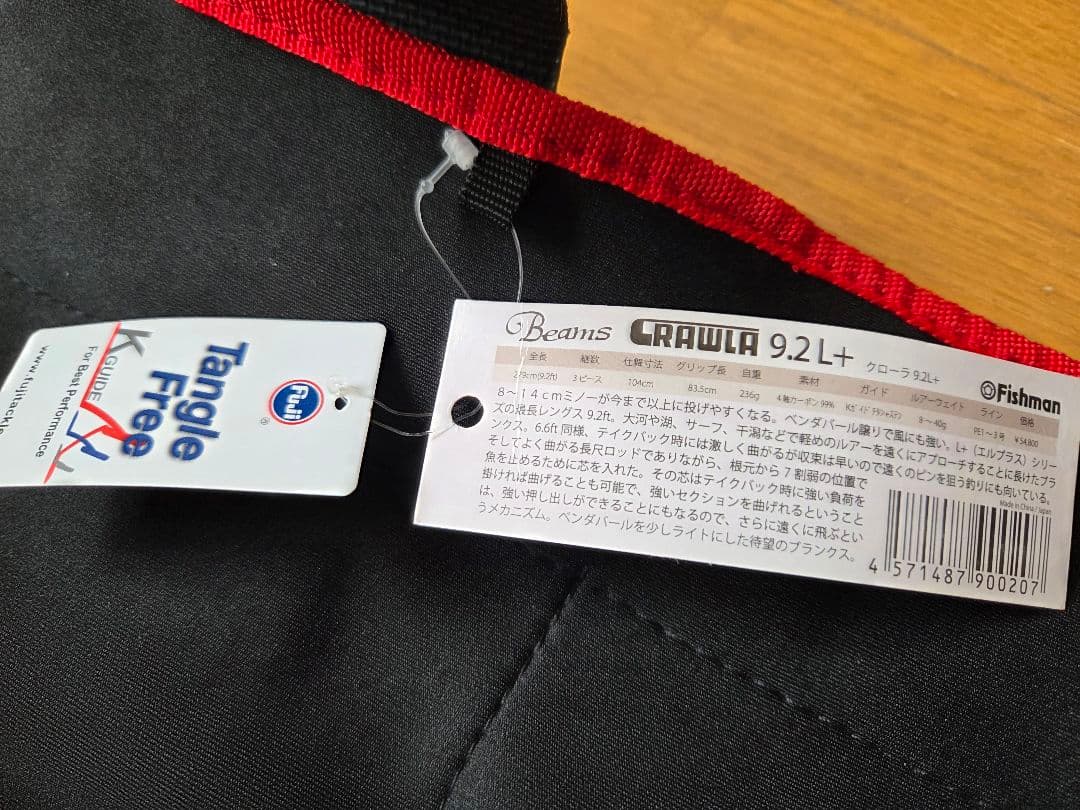 Beams CRAWLA 9.2 L+ クローラ 9.2L+
Fishman
全長 継数 仕舞寸法 グリップ長 自重 素材 ガイド ルアーウェイト ライン 価格
279cm(9.2ft) 3ピース 104cm 83.5cm 236g 4軸カーボン 99% Kガイド チタン(SiC) 8〜40g PE1〜3号 ¥54,800
8〜14cmミノーが今まで以上に投げやすくなる。ベンダバール譲りで風にも強い。L+(エルプラス)シリー
ズの最長レングス 9.2ft。大河や湖、サーフ、干潟などで軽めのルアーを遠くにアプローチすることに長けたブラ
ンクス。6.6ft 同様、テイクバック時には激しく曲がるが収束は早いので遠くのピンを狙う釣りにも向いている。
そしてよく曲がる長尺ロッドでありながら、根元から7割弱の位置で
魚を止めるために芯を入れた。その芯はテイクバック時に強い負荷を
掛ければ曲げることも可能で、強いセクションを曲げれるということ
は、強い押し出しができることにもなるので、さらに遠くに飛ぶとい
うメカニズム。ベンダバールを少しライトにした待望のブランクス。
Made in China / Japan
4 571487 900207
Fuji
®
Tangle
Free
K GUIDE
For Best Performance
www.fujitackle